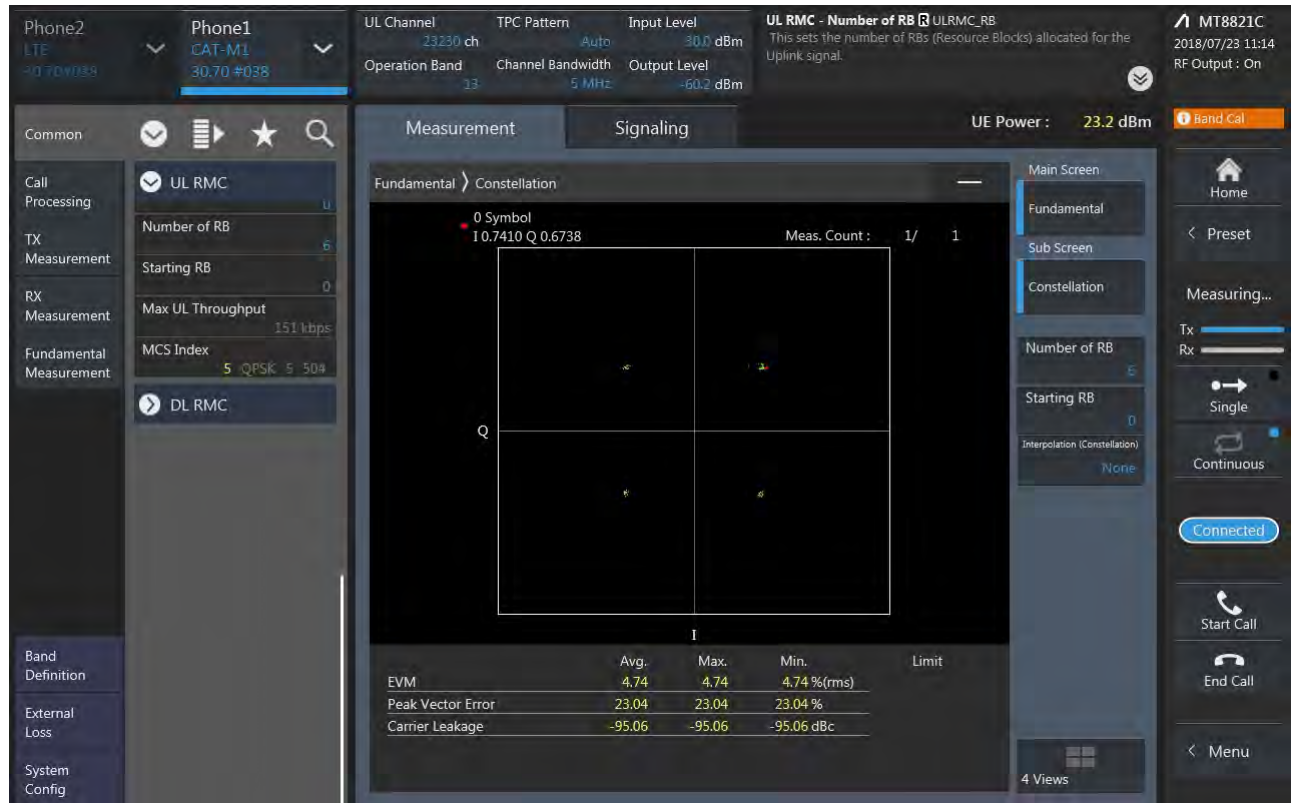 Phone2
LTE
30.70 #038
Phone1
CAT-M1
30.70 #038
UL Channel
23230 ch
TPC Pattern
Auto
Input Level
30.0 dBm
Operation Band
13
Channel Bandwidth
5 MHz
Output Level
-60.2 dBm
UL RMC - Number of RB R ULRMC_RB
This sets the number of RBs (Resource Blocks) allocated for the
Uplink signal.
MT8821C
2018/07/23 11:14
RF Output : On
Common
Measurement
Signaling
UE Power : 23.2 dBm
Band Cal
Call
Processing
TX
Measurement
RX
Measurement
Fundamental
Measurement
UL RMC
Number of RB
6
Starting RB
0
Max UL Throughput
151 kbps
MCS Index
5 QPSK 5 504
DL RMC
Fundamental Constellation
0 Symbol
I 0.7410 Q 0.6738
Meas. Count : 1/ 1
Q
I
Avg. Max. Min. Limit
EVM 4.74 4.74 4.74 %(rms)
Peak Vector Error 23.04 23.04 23.04 %
Carrier Leakage -95.06 -95.06 -95.06 dBc
Main Screen
Fundamental
Sub Screen
Constellation
Number of RB
6
Starting RB
0
Interpolation (Constellation)
None
4 Views
Home
< Preset
Measuring...
Tx
Rx
Single
Continuous
Connected
Start Call
End Call
< Menu
Band
Definition
External
Loss
System
Config